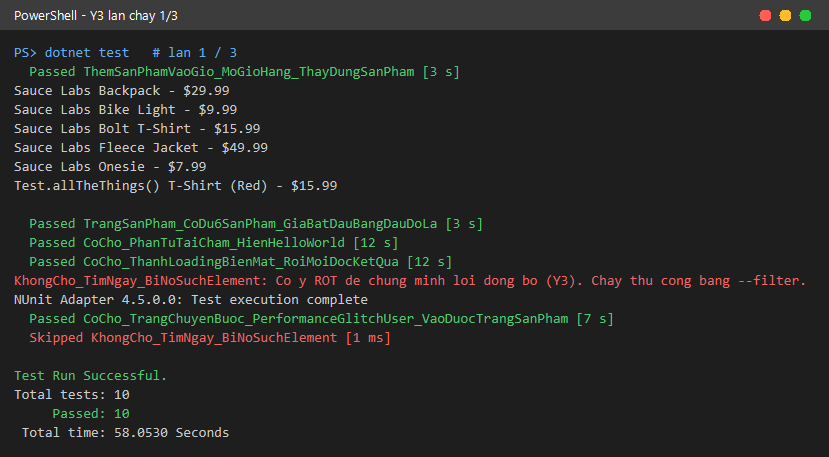 PowerShell - Y3 lan chay 1/3
PS> dotnet test   # lan 1 / 3
  Passed ThemSanPhamVaoGio_MoGioHang_ThayDungSanPham [3 s]
Sauce Labs Backpack - $29.99
Sauce Labs Bike Light - $9.99
Sauce Labs Bolt T-Shirt - $15.99
Sauce Labs Fleece Jacket - $49.99
Sauce Labs Onesie - $7.99
Test.allTheThings() T-Shirt (Red) - $15.99
  Passed TrangSanPham_CoDu6SanPham_GiaBatDauBangDauDoLa [3 s]
  Passed CoCho_PhanTuTaiCham_HienHelloWorld [12 s]
  Passed CoCho_ThanhLoadingBienMat_RoiMoiDocKetQua [12 s]
KhongCho_TimNgay_BiNoSuchElement: Co y ROT de chung minh loi dong bo (Y3). Chay thu cong bang --filter.
NUnit Adapter 4.5.0.0: Test execution complete
  Passed CoCho_TrangChuyenBuoc_PerformanceGlitchUser_VaoDuocTrangSanPham [7 s]
  Skipped KhongCho_TimNgay_BiNoSuchElement [1 ms]
Test Run Successful.
Total tests: 10
     Passed: 10
 Total time: 58.0530 Seconds